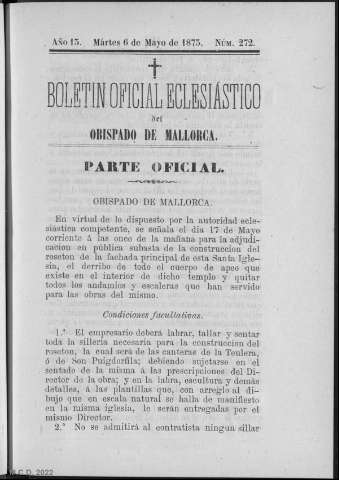 Año 15. Mártes 6 de Mayo de 1875. Núm. 272.
BOLETIN OFICIAL ECLESIÁSTICO
del
OBISPADO DE MALLORCA.
PARTE OFICIAL.
OBISPADO DE MALLORCA.
En virtud de lo dispuesto por la autoridad ecle-
siástica competente, se señala el dia 17 de Mayo
corriente á las once de la mañana para la adjudi-
cacion en pública subasta de la construccion del
roseton de la fachada principal de esta Santa Igle-
sia, el derribo de todo el cuerpo de apeo que
existe en el interior de dicho templo y quitar
todos los andamios y escaleras que han servido
para las obras del mismo.
Condiciones facultativas.
1.ª El empresario deberá labrar, tallar y sentar
toda la sillería necesaria para la construccion del
roseton, la cual será de las canteras de la Teulera,
ó de Son Puigdorfila; debiendo sujetarse en el
sentado de la misma á las prescripciones del Di-
rector de la obra; y en la labra, escultura y demás
detalles, á las plantillas que, con arreglo al di-
bujo que en escala natural se halla de manifiesto
en la misma iglesia, le serán entregadas por el
mismo Director.
2.ª No se admitirá al contratista ningun sillar
M.C.D. 2022